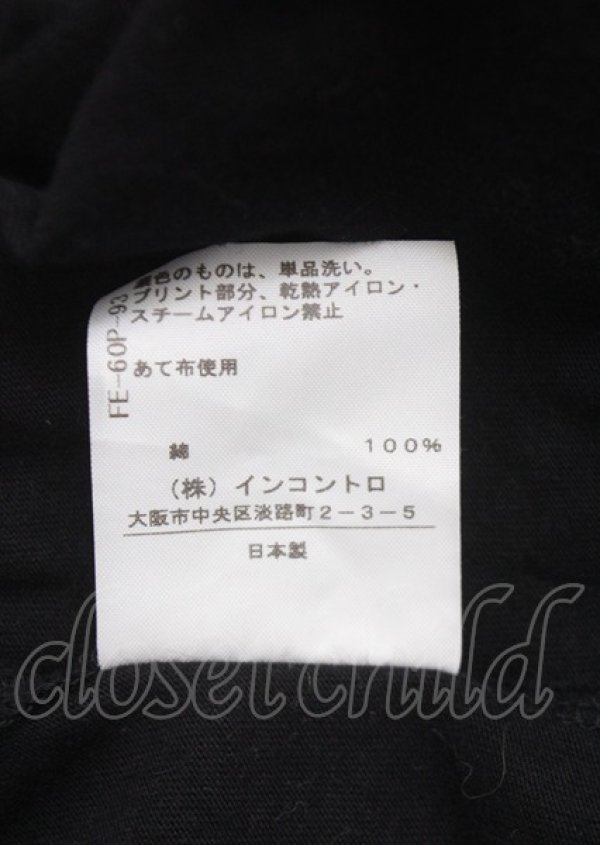 濃色のものは、単品洗い。
プリント部分、乾熱アイロン・
スチームアイロン禁止
あて布使用
FE-60P-93
綿 100%
(株)インコントロ
大阪市中央区淡路町2-3-5
日本製
closet child